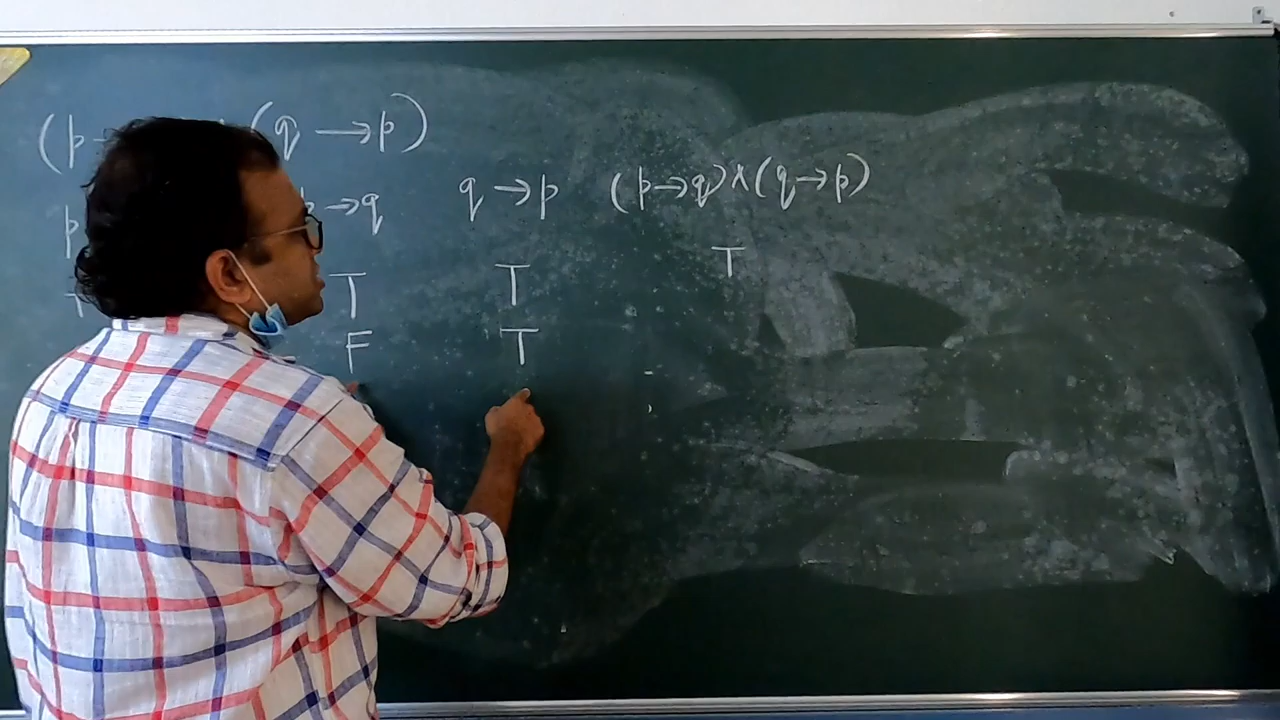 (p (q → p)
p → q q → p (p → q) ∧ (q → p)
T T T T
F T